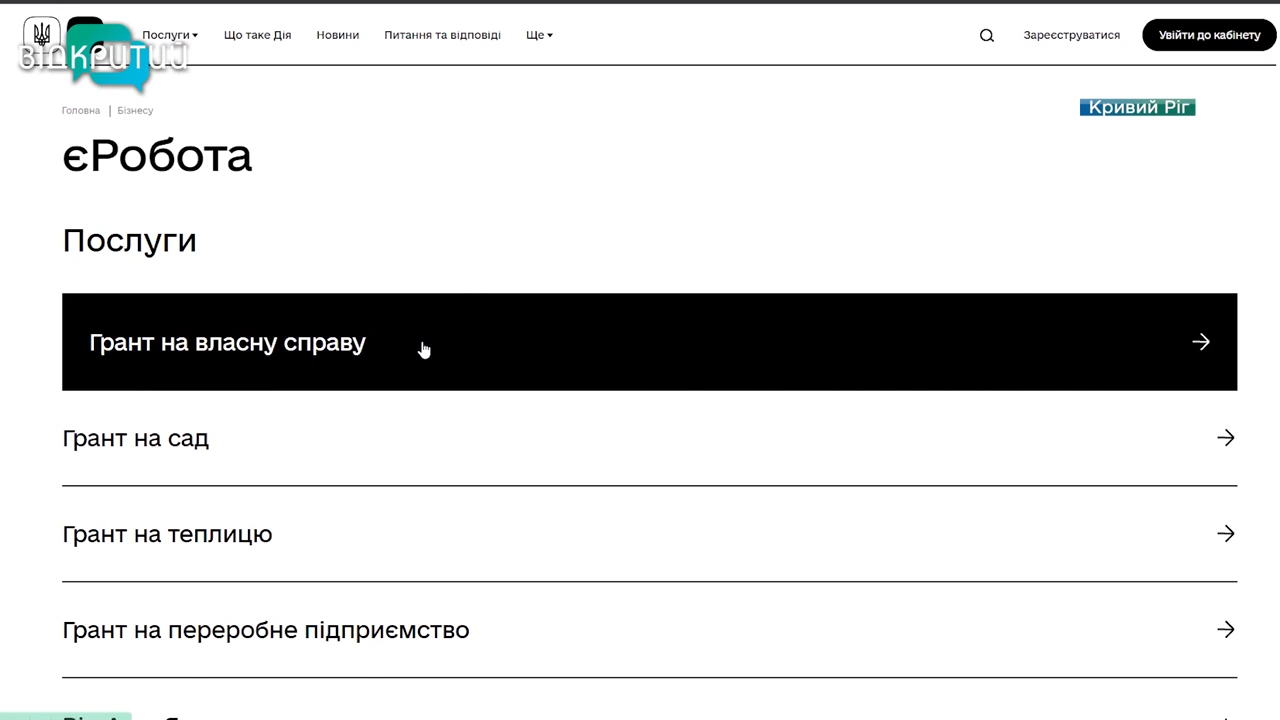 Послуги
Що таке Дія
Новини
Питання та відповіді
Ще
Зареєструватися
Увійти до кабінету
ВІДКРИТИЙ
Головна | Бізнесу
Кривий Ріг
єРобота
Послуги
Грант на власну справу
Грант на сад
Грант на теплицю
Грант на переробне підприємство